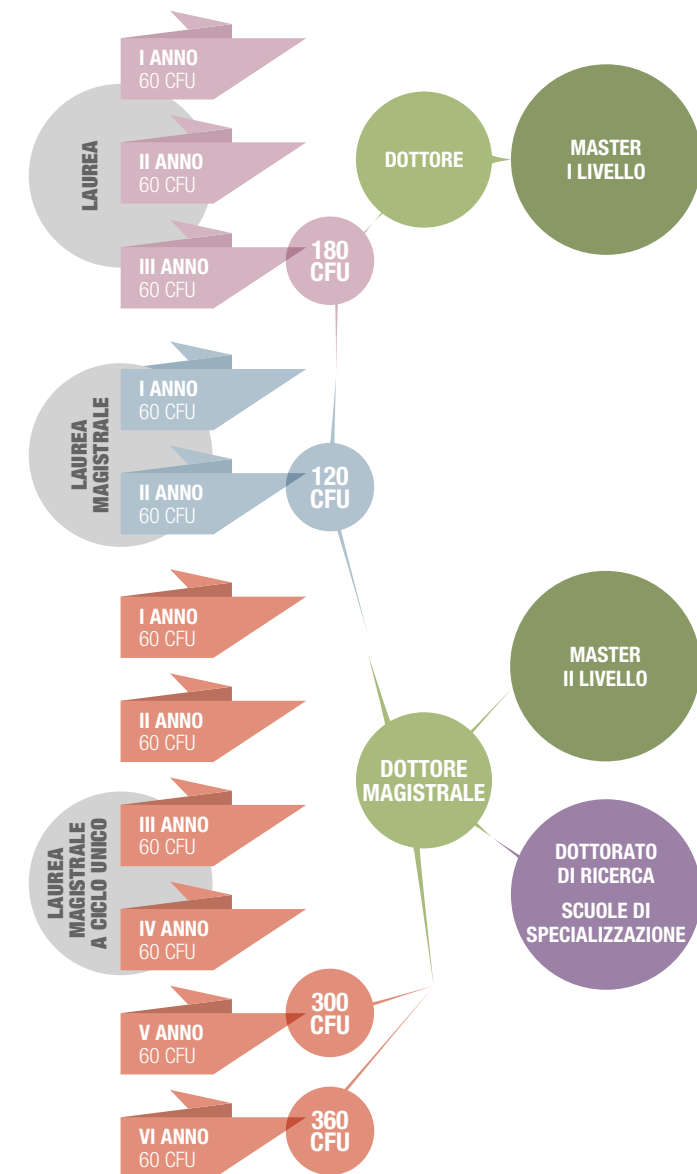 I ANNO
60 CFU
LAUREA
II ANNO
60 CFU
III ANNO
60 CFU
180
CFU
DOTTORE
MASTER
I LIVELLO
I ANNO
60 CFU
LAUREA
MAGISTRALE
II ANNO
60 CFU
120
CFU
I ANNO
60 CFU
II ANNO
60 CFU
LAUREA
MAGISTRALE
A CICLO UNICO
III ANNO
60 CFU
IV ANNO
60 CFU
V ANNO
60 CFU
300
CFU
VI ANNO
60 CFU
360
CFU
DOTTORE
MAGISTRALE
MASTER
II LIVELLO
DOTTORATO
DI RICERCA
SCUOLE DI
SPECIALIZZAZIONE